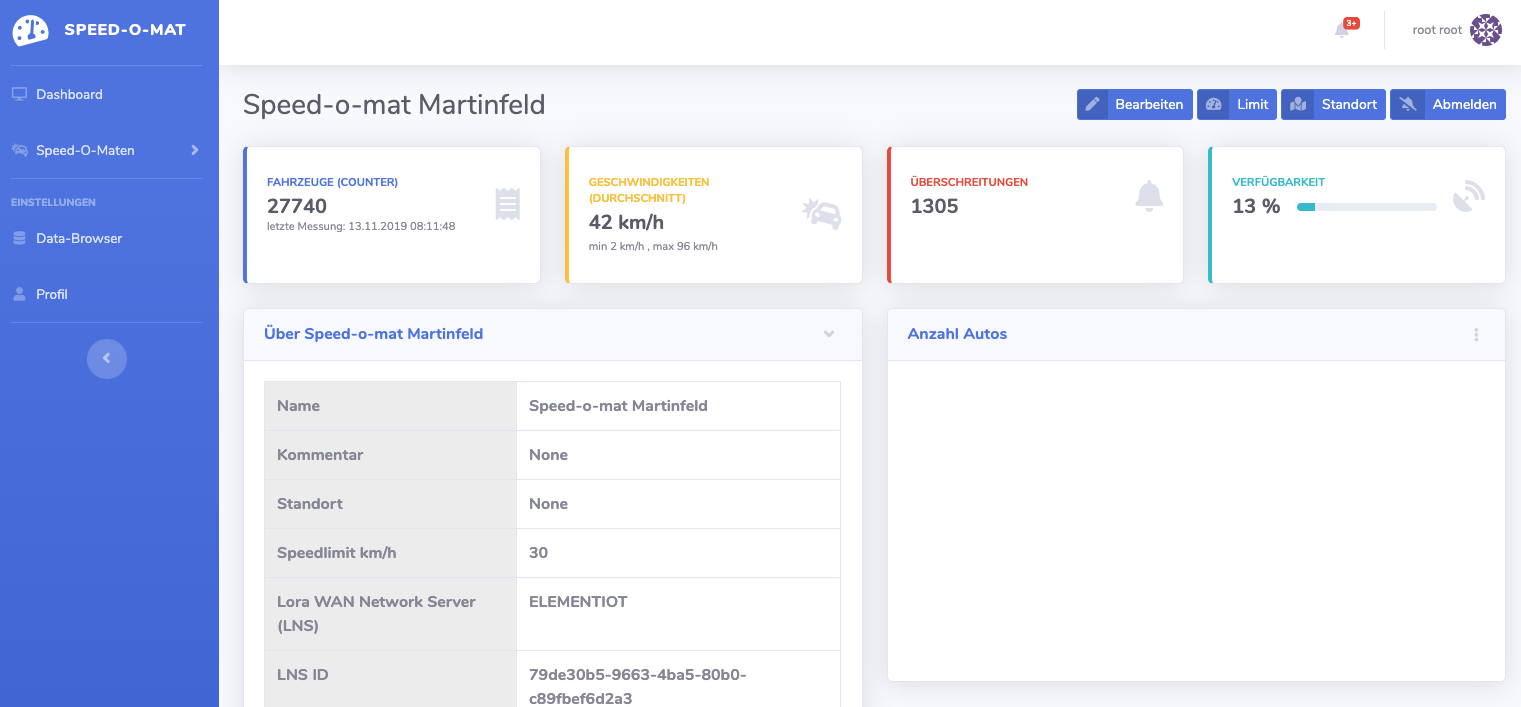 SPEED-O-MAT
3+
root root
Dashboard
Speed-O-Maten
EINSTELLUNGEN
Data-Browser
Profil
Speed-o-mat Martinfeld
Bearbeiten
Limit
Standort
Abmelden
FAHRZEUGE (COUNTER)
27740
letzte Messung: 13.11.2019 08:11:48
GESCHWINDIGKEITEN
(DURCHSCHNITT)
42 km/h
min 2 km/h , max 96 km/h
ÜBERSCHREITUNGEN
1305
VERFÜGBARKEIT
13 %
Über Speed-o-mat Martinfeld
Name
Speed-o-mat Martinfeld
Kommentar
None
Standort
None
Speedlimit km/h
30
Lora WAN Network Server
(LNS)
ELEMENTIOT
LNS ID
79de30b5-9663-4ba5-80b0-
c89fbef6d2a3
Anzahl Autos